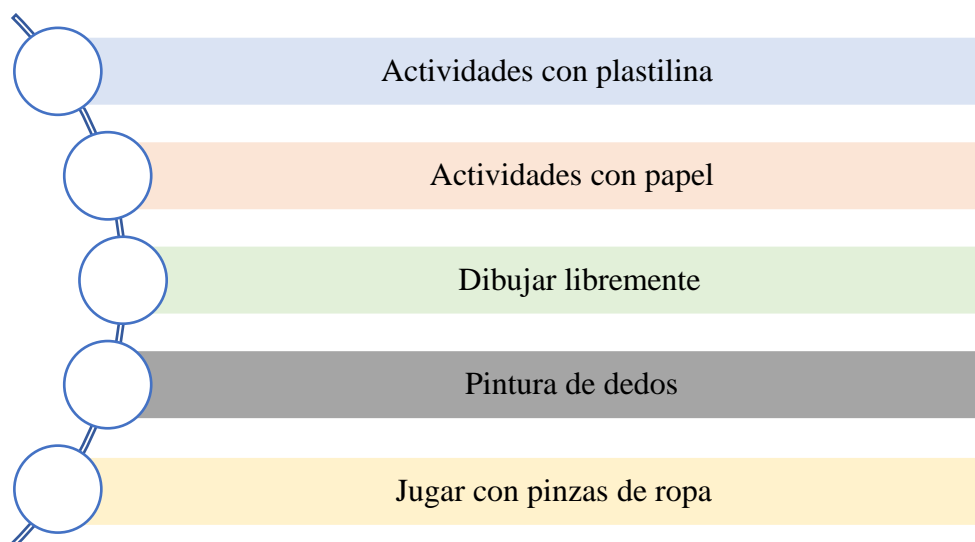 Actividades con plastilina
Actividades con papel
Dibujar libremente
Pintura de dedos
Jugar con pinzas de ropa